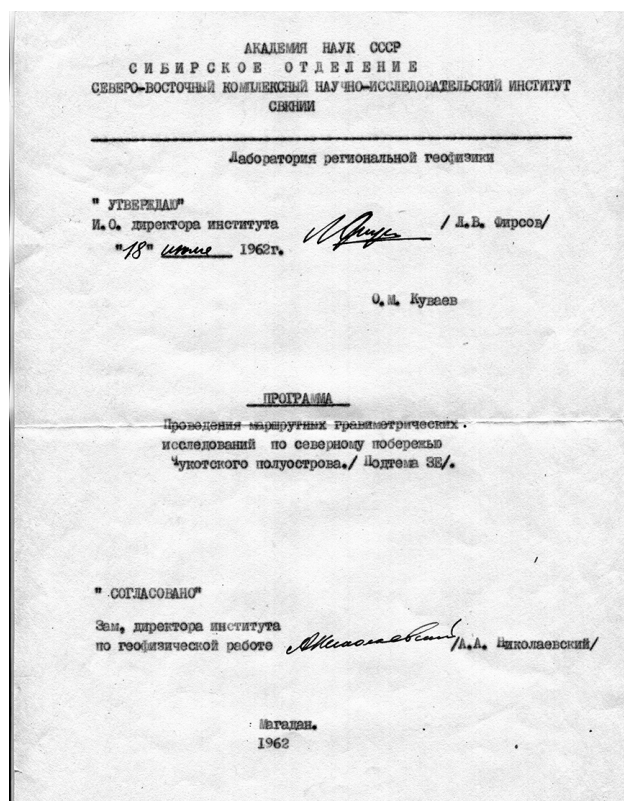 АКАДЕМИЯ НАУК СССР
СИБИРСКОЕ ОТДЕЛЕНИЕ
СЕВЕРО-ВОСТОЧНЫЙ КОМПЛЕКСНЫЙ НАУЧНО-ИССЛЕДОВАТЕЛЬСКИЙ ИНСТИТУТ
СВКНИИ
Лаборатория региональной геофизики
" УТВЕРЖДАЮ"
И.О. директора института /Л.В. Фирсов/
"18" июля 1962г.
О.М. Куваев
ПРОГРАММА
Проведения маршрутных гравиметрических.
исследований по северному побережью
Чукотского полуострова./ Подтема 3Е/.
" СОГЛАСОВАНО"
Зам, директора института
по геофизической работе АНиколаевский /А.А. Николаевский/
Магадан.
1962